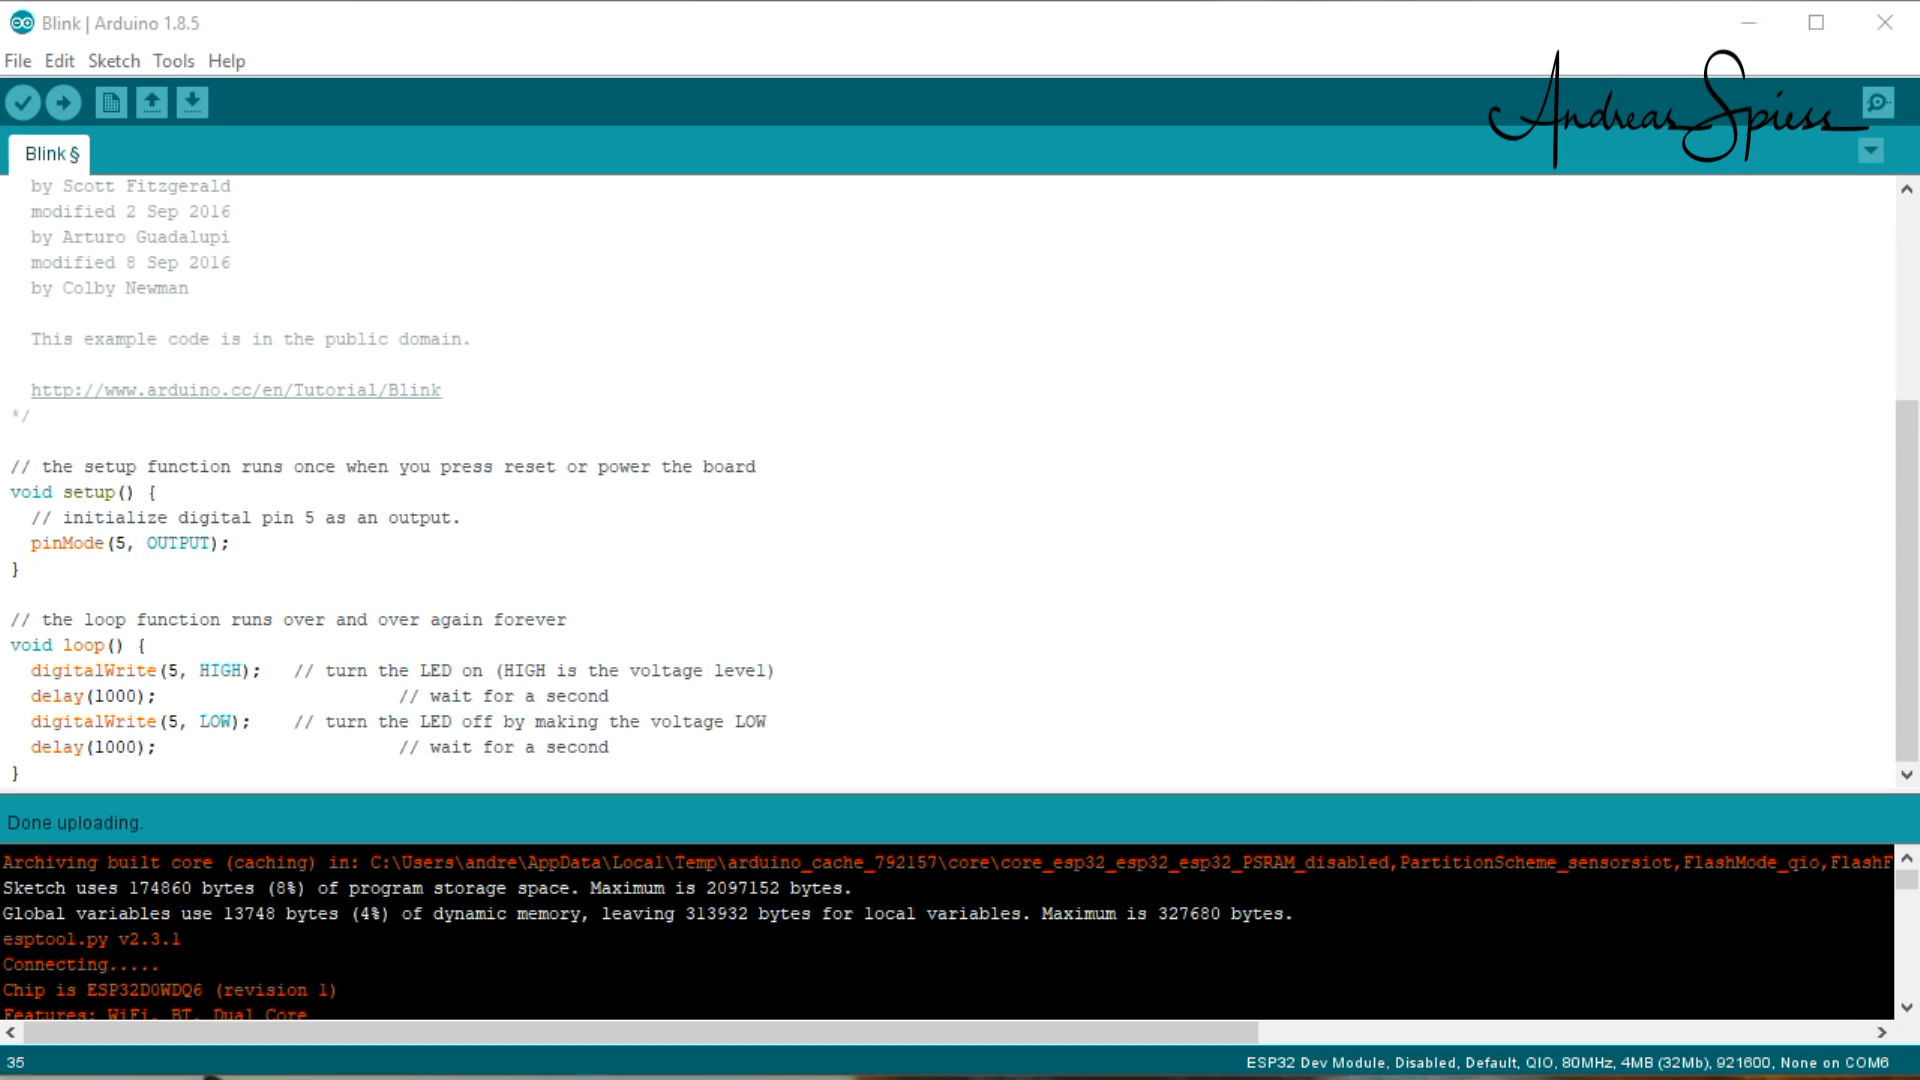 Blink | Arduino 1.8.5
File Edit Sketch Tools Help
Andreas Spiess
Blink §
by Scott Fitzgerald
modified 2 Sep 2016
by Arturo Guadalupi
modified 8 Sep 2016
by Colby Newman
This example code is in the public domain.
http://www.arduino.cc/en/Tutorial/Blink
*/
// the setup function runs once when you press reset or power the board
void setup() {
// initialize digital pin 5 as an output.
pinMode(5, OUTPUT);
}
// the loop function runs over and over again forever
void loop() {
digitalWrite(5, HIGH); // turn the LED on (HIGH is the voltage level)
delay(1000); // wait for a second
digitalWrite(5, LOW); // turn the LED off by making the voltage LOW
delay(1000); // wait for a second
}
Done uploading.
Archiving built core (caching) in: C:\Users\andre\AppData\Local\Temp\arduino_cache_792157\core\core_esp32_esp32_esp32_PSRAM_disabled,PartitionScheme_sensorsiot,FlashMode_qio,FlashF
Sketch uses 174860 bytes (8%) of program storage space. Maximum is 2097152 bytes.
Global variables use 13748 bytes (4%) of dynamic memory, leaving 313932 bytes for local variables. Maximum is 327680 bytes.
esptool.py v2.3.1
Connecting.....
Chip is ESP32D0WDQ6 (revision 1)
Features: WiFi, BT, Dual Core
35
ESP32 Dev Module, Disabled, Default, QIO, 80MHz, 4MB (32Mb), 921600, None on COM6